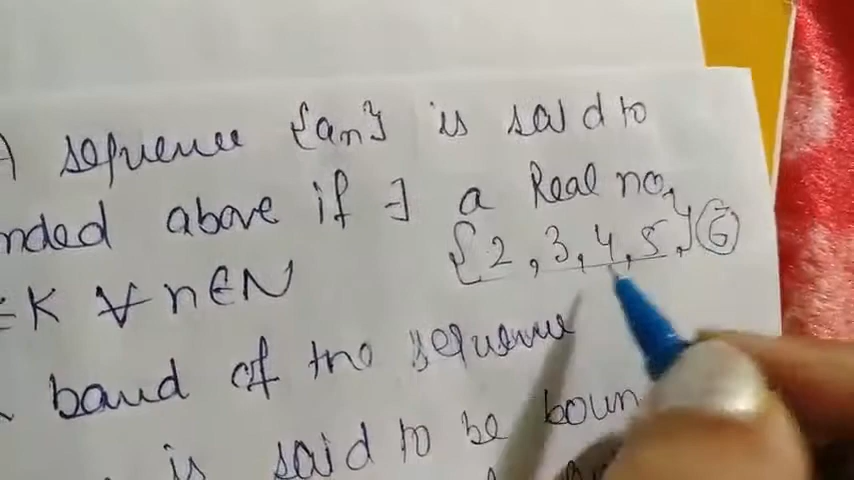 sequence {an} is said to
nded above if ∃ a Real no,
{2, 3, 4, 5,} 6
= K ∀ n ∈ N
baud of the sequence
is said to be boun